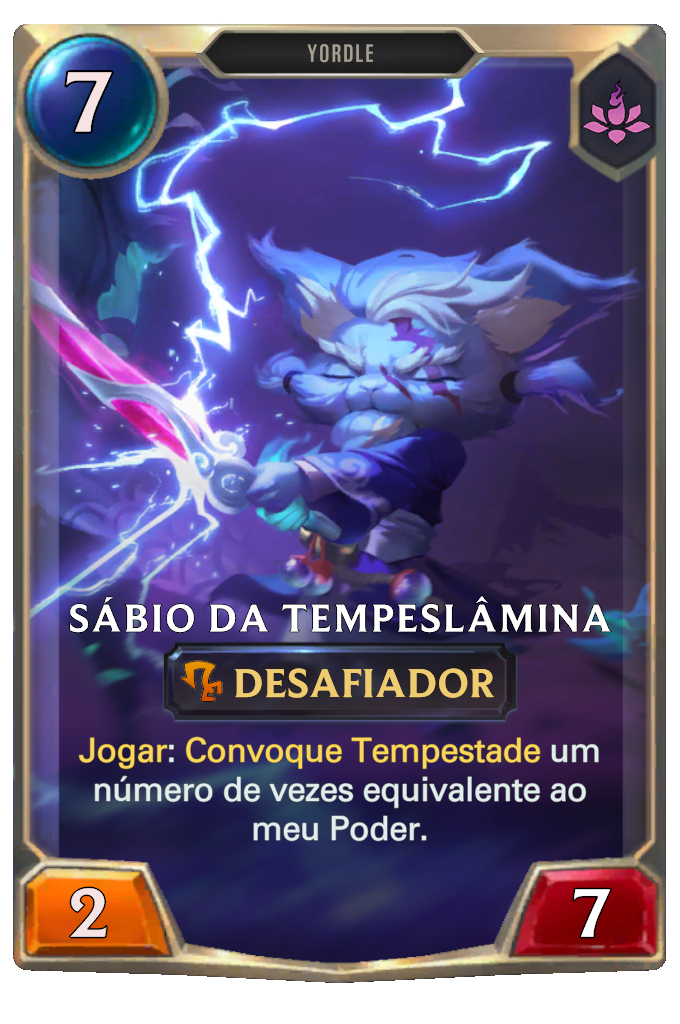 7
YORDLE
SÁBIO DA TEMPESLÂMINA
DESAFIADOR
Jogar: Convoque Tempestade um
número de vezes equivalente ao
meu Poder.
2
7